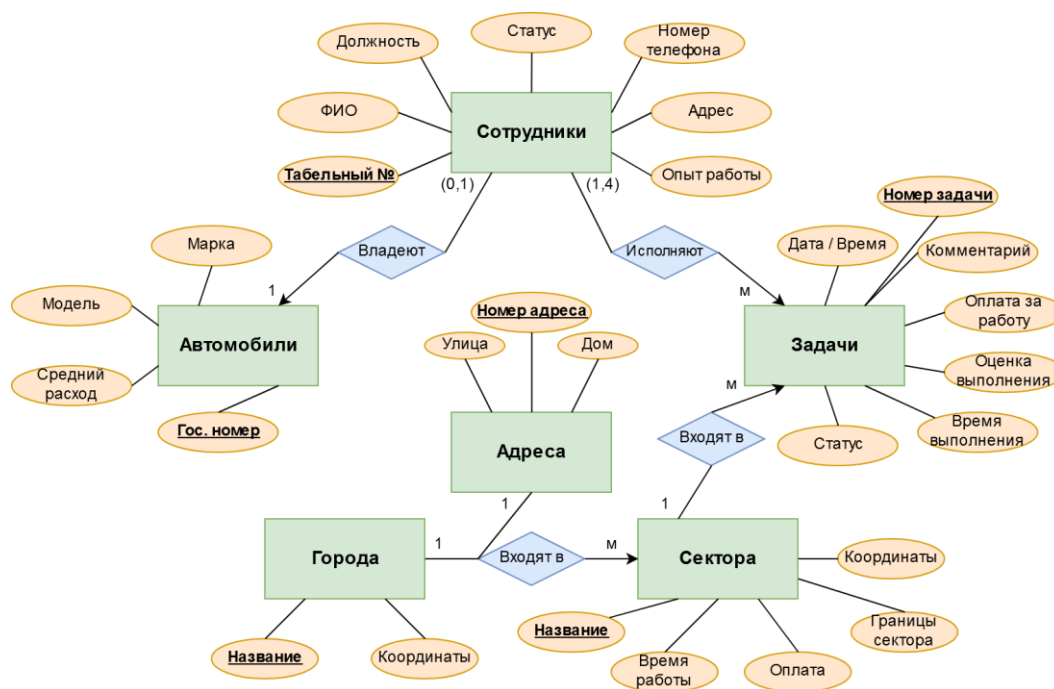 Статус
Должность
Номер
телефона
ФИО
Сотрудники
Адрес
Табельный №
(0,1)
(1,4)
Опыт работы
Номер задачи
Марка
Владеют
Исполняют
Дата / Время
Комментарий
1
м
Модель
Номер адреса
Оплата за
работу
Автомобили
Улица
Дом
Задачи
Средний
расход
Оценка
выполнения
м
Гос. номер
Адреса
Входят в
Статус
Время
выполнения
1
1
Города
1
Входят в
м
Сектора
Координаты
Название
Координаты
Название
Время
работы
Оплата
Границы
сектора